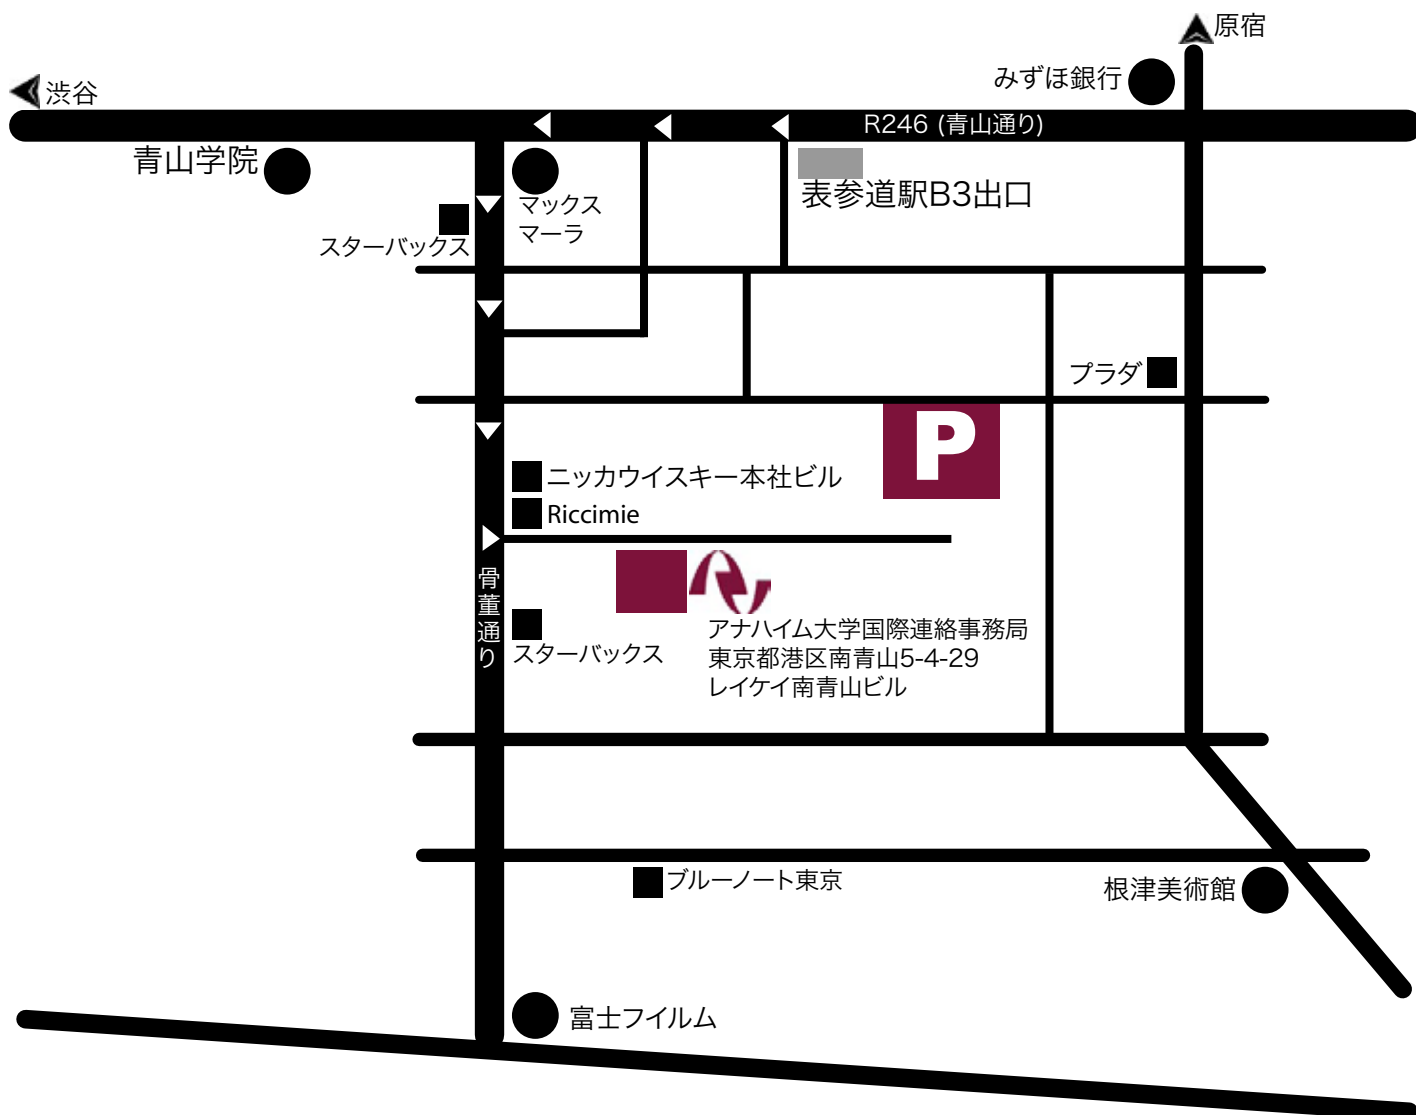 原宿
みずほ銀行
渋谷
R246 (青山通り)
青山学院
表参道駅B3出口
マックス
マーラ
スターバックス
プラダ
P
ニッカウイスキー本社ビル
Riccimie
骨董通り
スターバックス
アナハイム大学国際連絡事務局
東京都港区南青山5-4-29
レイケイ南青山ビル
ブルーノート東京
根津美術館
富士フイルム